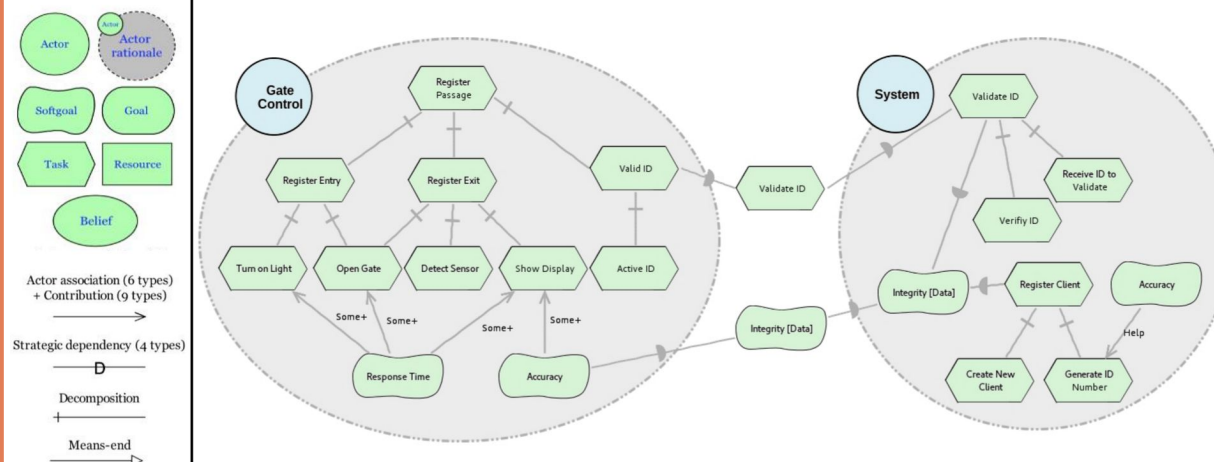 Actor
Actor
Actor
rationale
Softgoal
Goal
Task
Resource
Belief
Actor association (6 types)
+ Contribution (9 types)
Strategic dependency (4 types)
D
Decomposition
Means-end
Gate
Control
Register
Passage
Register Entry
Register Exit
Valid ID
Turn on Light
Open Gate
Detect Sensor
Show Display
Active ID
Some+
Some+
Some+
Some+
Response Time
Accuracy
Validate ID
Integrity [Data]
System
Validate ID
Receive ID to
Validate
Verifiy ID
Integrity [Data]
Register Client
Accuracy
Help
Create New
Client
Generate ID
Number